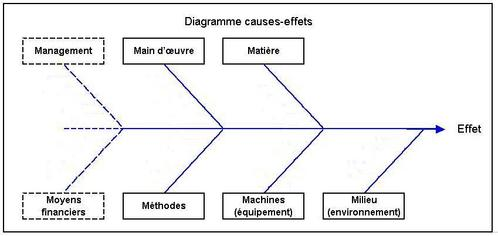 Diagramme causes-effets
Management
Main d'œuvre
Matière
Effet
Moyens
financiers
Méthodes
Machines
(équipement)
Milieu
(environnement)